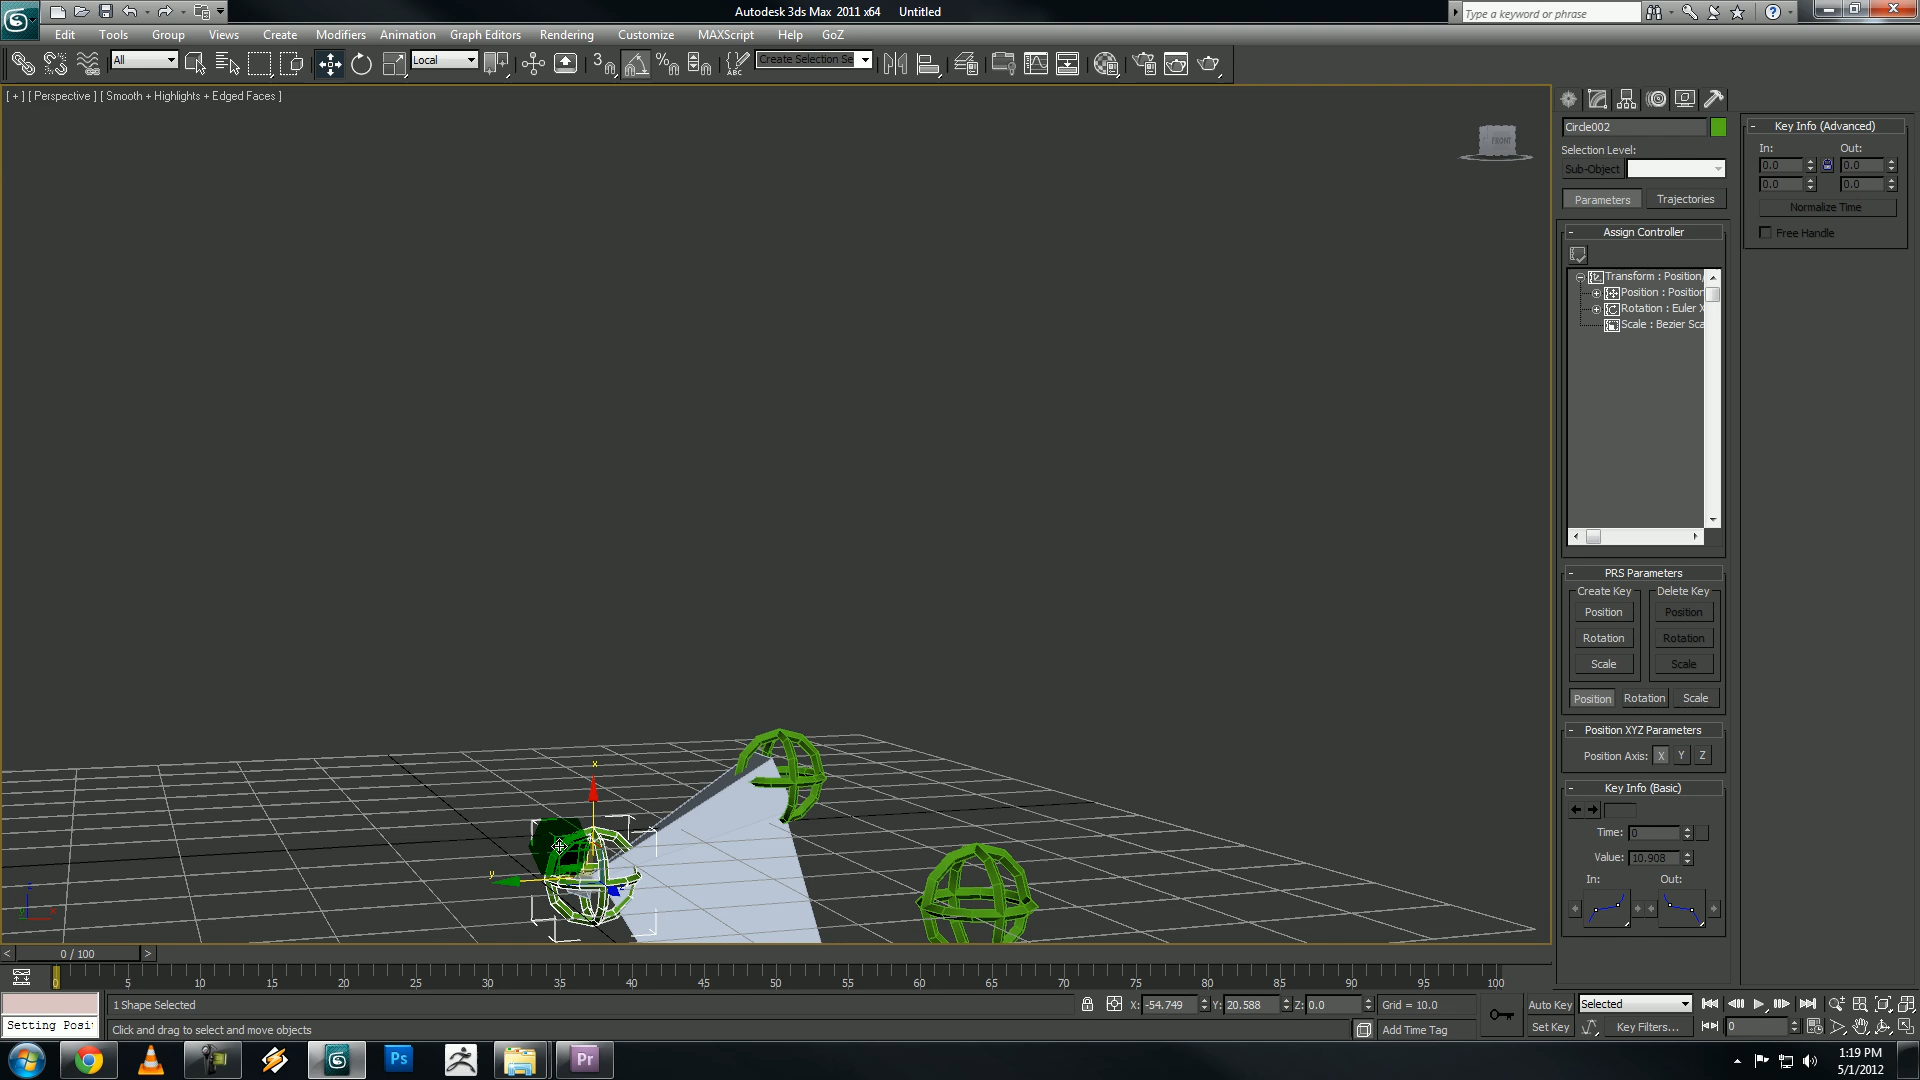 Autodesk 3ds Max 2011 x64 Untitled
Type a keyword or phrase
Edit Tools Group Views Create Modifiers Animation Graph Editors Rendering Customize MAXScript Help GoZ
All
Local
3
ABC
Create Selection Se
[ + ] [ Perspective ] [ Smooth + Highlights + Edged Faces ]
FRONT
Circle002
Selection Level:
Sub-Object
Parameters Trajectories
- Assign Controller
Transform : Position/
Position : Position
Rotation : Euler X
Scale : Bezier Sca
- PRS Parameters
Create Key Delete Key
Position Position
Rotation Rotation
Scale Scale
Position Rotation Scale
- Position XYZ Parameters
Position Axis: X Y Z
- Key Info (Basic)
Time: 0
Value: 10.908
In: Out:
- Key Info (Advanced)
In: Out:
0.0 0.0
0.0 0.0
Normalize Time
Free Handle
x
y
< 0 / 100 >
0 5 10 15 20 25 30 35 40 45 50 55 60 65 70 75 80 85 90 95 100
1 Shape Selected
X: -54.749 Y: 20.588 Z: 0.0 Grid = 10.0
Auto Key Selected
Setting Posi
Click and drag to select and move objects
Add Time Tag
Set Key Key Filters... 0
Ps
Pr
1:19 PM
5/1/2012